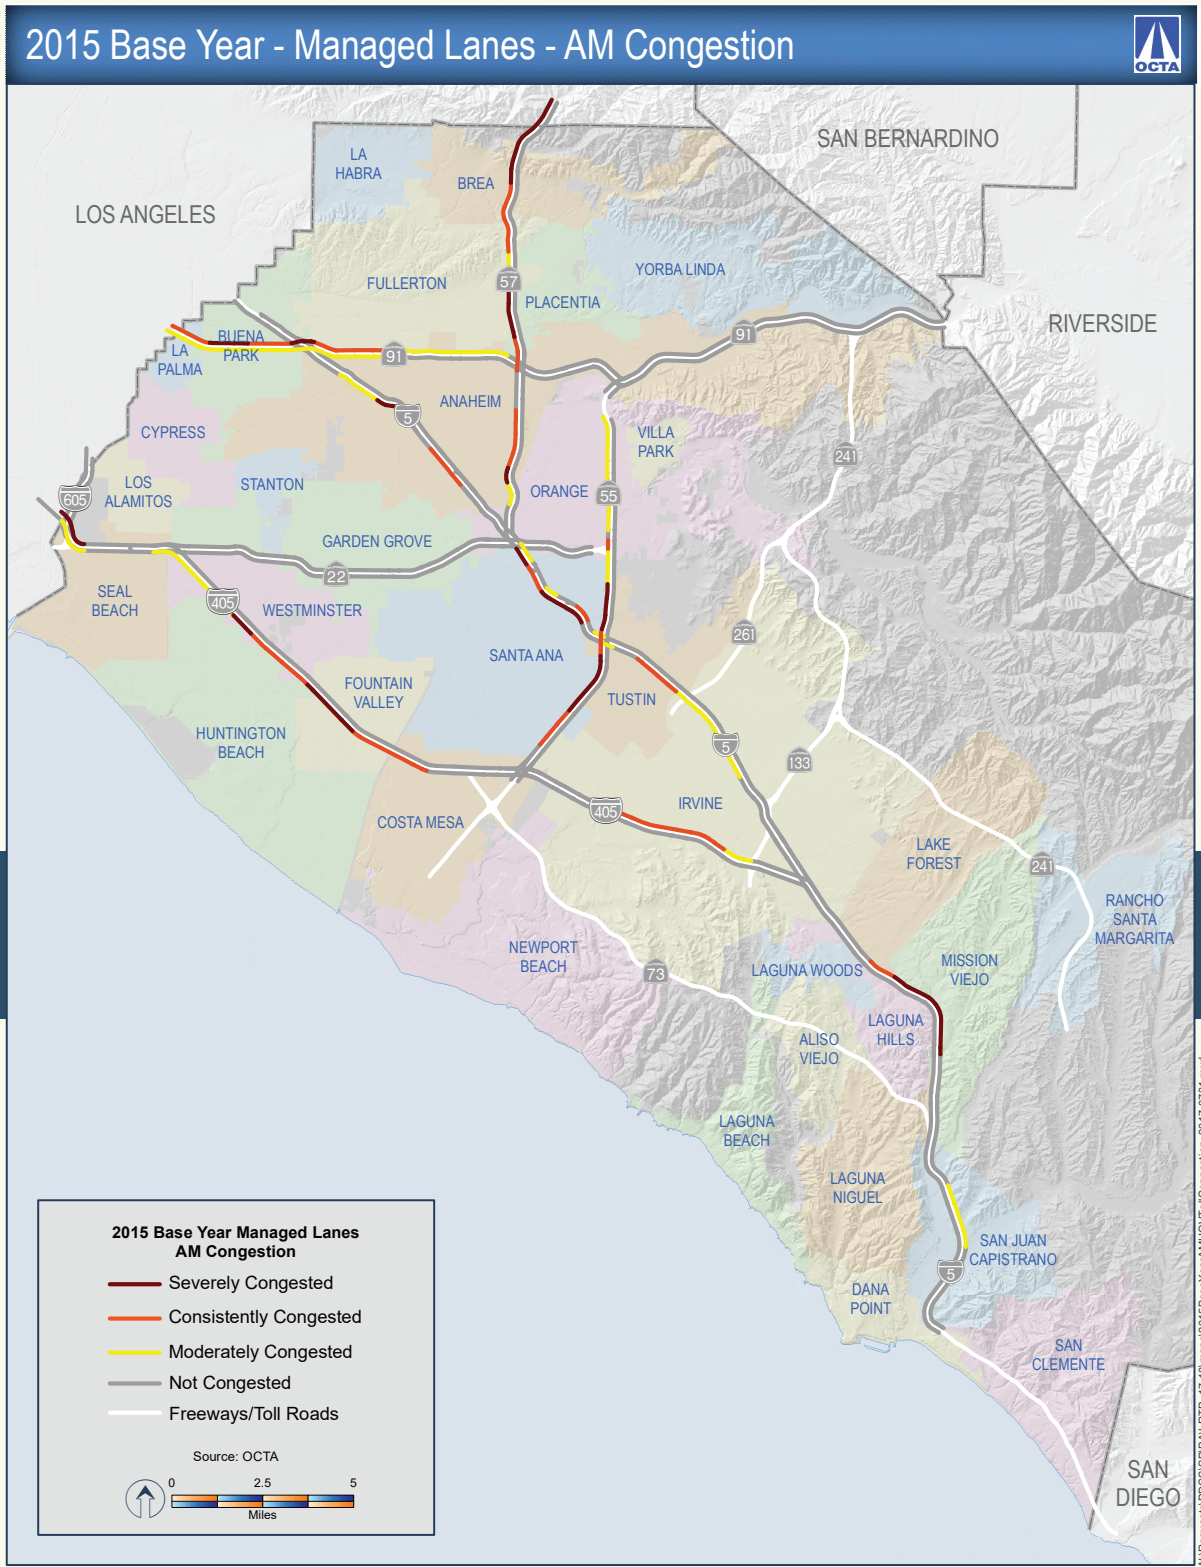 2015 Base Year - Managed Lanes - AM Congestion
OCTA
SAN BERNARDINO
LA
HABRA
BREA
LOS ANGELES
YORBA LINDA
FULLERTON
57
PLACENTIA
RIVERSIDE
BUENA
PARK
91
91
LA
PALMA
ANAHEIM
5
CYPRESS
VILLA
PARK
241
LOS
ALAMITOS
STANTON
ORANGE
55
605
GARDEN GROVE
22
SEAL
BEACH
405
WESTMINSTER
261
SANTA ANA
FOUNTAIN
VALLEY
TUSTIN
HUNTINGTON
BEACH
5
133
405
IRVINE
COSTA MESA
LAKE
FOREST
241
RANCHO
SANTA
MARGARITA
NEWPORT
BEACH
73
LAGUNA WOODS
MISSION
VIEJO
LAGUNA
HILLS
ALISO
VIEJO
LAGUNA
BEACH
LAGUNA
NIGUEL
SAN JUAN
CAPISTRANO
5
DANA
POINT
SAN
CLEMENTE
SAN
DIEGO
2015 Base Year Managed Lanes
AM Congestion
Severely Congested
Consistently Congested
Moderately Congested
Not Congested
Freeways/Toll Roads
Source: OCTA
0 2.5 5
Miles